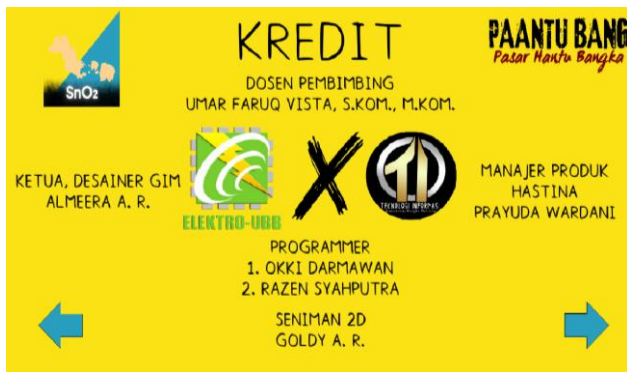 SnO2
KREDIT
PAANTU BANG
Pasar Hantu Bangka
DOSEN PEMBIMBING
UMAR FARUQ VISTA, S.KOM., M.KOM.
KETUA, DESAINER GIM
ALMEERA A. R.
ELEKTRO-UBB
X
TI
MANAJER PRODUK
HASTINA
PRAYUDA WARDANI
PROGRAMMER
1. OKKI DARMAWAN
2. RAZEN SYAHPUTRA
SENIMAN 2D
GOLDY A. R.